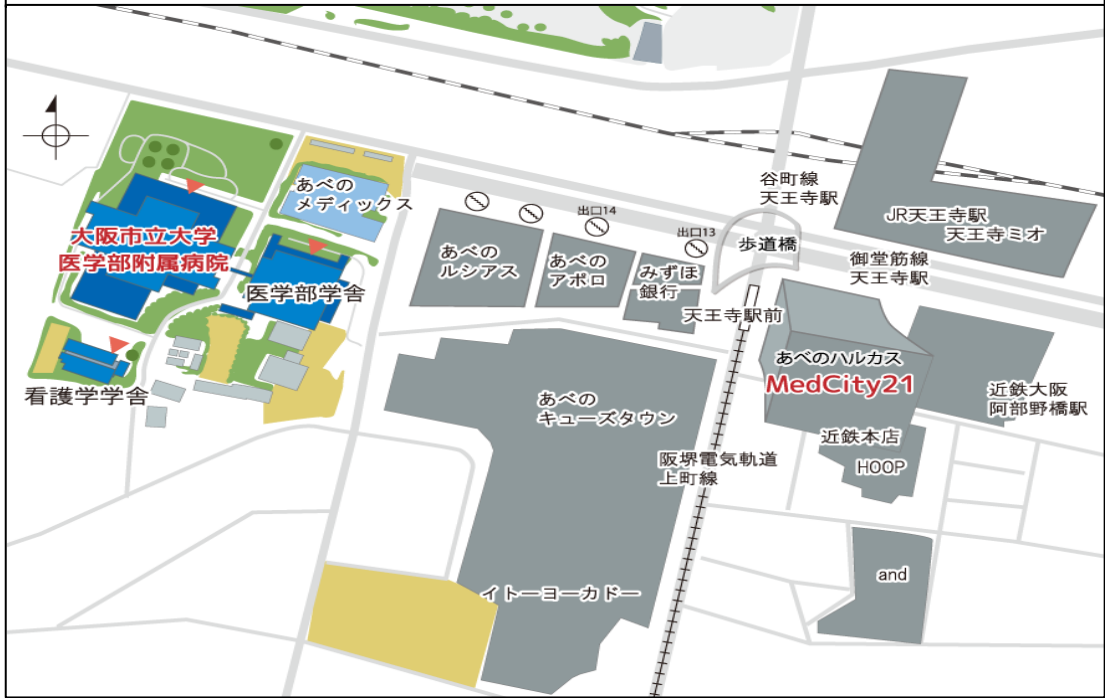 谷町線
天王寺駅
あべの
メディックス
出口14
JR天王寺駅
天王寺ミオ
大阪市立大学
医学部附属病院
あべの
ルシアス
あべの
アポロ
出口13
みずほ
銀行
歩道橋
御堂筋線
天王寺駅
医学部学舎
天王寺駅前
あべのハルカス
MedCity21
看護学学舎
あべの
キューズタウン
近鉄大阪
阿部野橋駅
近鉄本店
HOOP
阪堺電気軌道
上町線
and
イトーヨーカドー